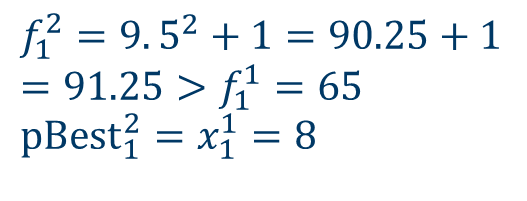 f₁² = 9.5² + 1 = 90.25 + 1
= 91.25 > f₁¹ = 65
pBest₁² = x₁¹ = 8